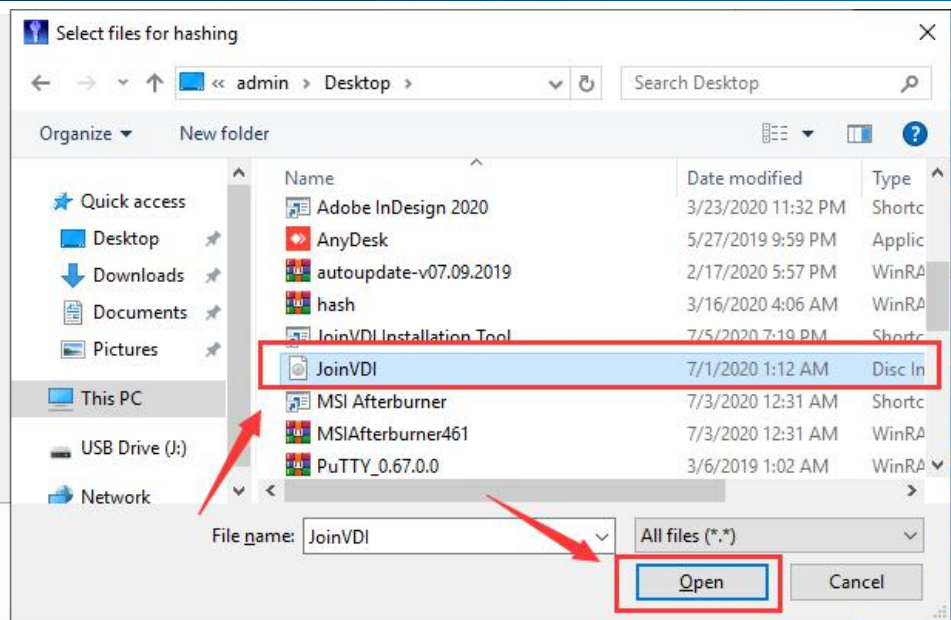 Select files for hashing
« admin › Desktop ›
Search Desktop
Organize
New folder
Name
Date modified
Type
Quick access
Desktop
Downloads
Documents
Pictures
This PC
USB Drive (J:)
Network
Adobe InDesign 2020 3/23/2020 11:32 PM Shortc
AnyDesk 5/27/2019 9:59 PM Applic
autoupdate-v07.09.2019 2/17/2020 5:57 PM WinRA
hash 3/16/2020 4:06 AM WinRA
JoinVDI Installation Tool 7/5/2020 7:19 PM Shortc
JoinVDI 7/1/2020 1:12 AM Disc In
MSI Afterburner 7/3/2020 12:31 AM Shortc
MSIAfterburner461 7/3/2020 12:31 AM WinRA
PuTTY_0.67.0.0 3/6/2019 1:02 AM WinRA
File name: JoinVDI
All files (*.*)
Open
Cancel